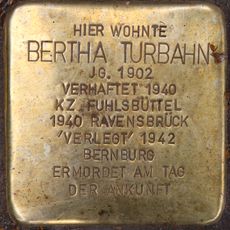 HIER WOHNTE
BERTHA TURBAHN
JG. 1902
VERHAFTET 1940
KZ FUHLSBÜTTEL
1940 RAVENSBRÜCK
'VERLEGT' 1942
BERNBURG
ERMORDET AM TAG
DER ANKUNFT